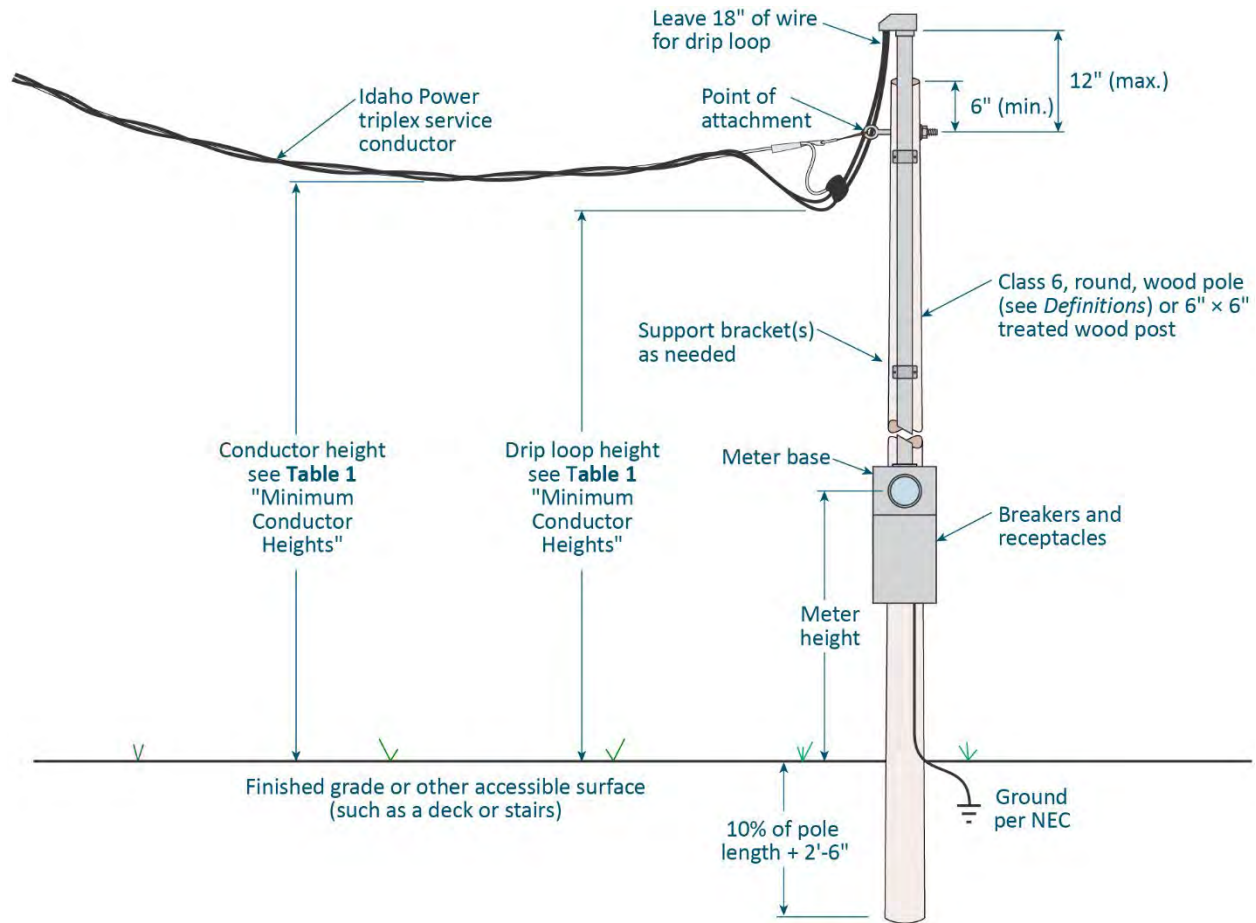 Leave 18" of wire
for drip loop
12" (max.)
6" (min.)
Idaho Power
triplex service
conductor
Point of
attachment
Class 6, round, wood pole
(see Definitions) or 6" × 6"
treated wood post
Support bracket(s)
as needed
Conductor height
see Table 1
"Minimum
Conductor
Heights"
Drip loop height
see Table 1
"Minimum
Conductor
Heights"
Meter base
Breakers and
receptacles
Meter
height
Finished grade or other accessible surface
(such as a deck or stairs)
Ground
per NEC
10% of pole
length + 2'-6"